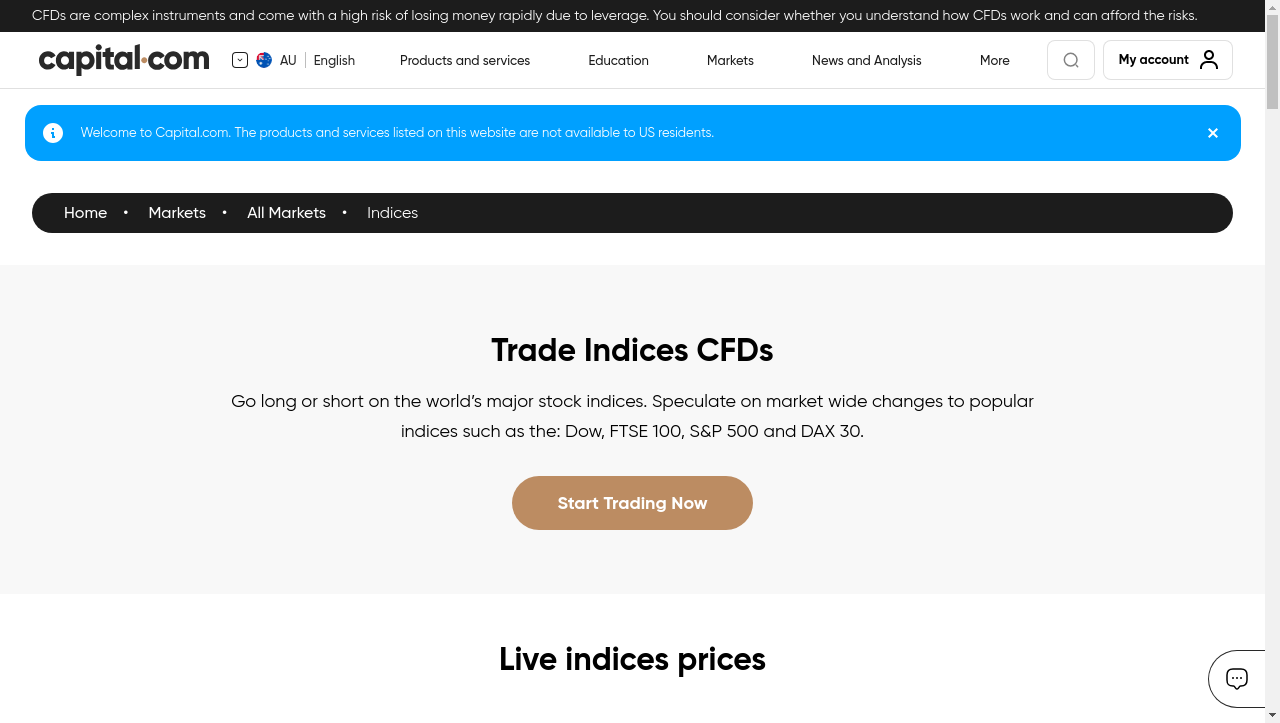 CFDs are complex instruments and come with a high risk of losing money rapidly due to leverage. You should consider whether you understand how CFDs work and can afford the risks.
capital.com
AU English
Products and services
Education
Markets
News and Analysis
More
My account
Welcome to Capital.com. The products and services listed on this website are not available to US residents.
Home • Markets • All Markets • Indices
Trade Indices CFDs
Go long or short on the world’s major stock indices. Speculate on market wide changes to popular
indices such as the: Dow, FTSE 100, S&P 500 and DAX 30.
Start Trading Now
Live indices prices